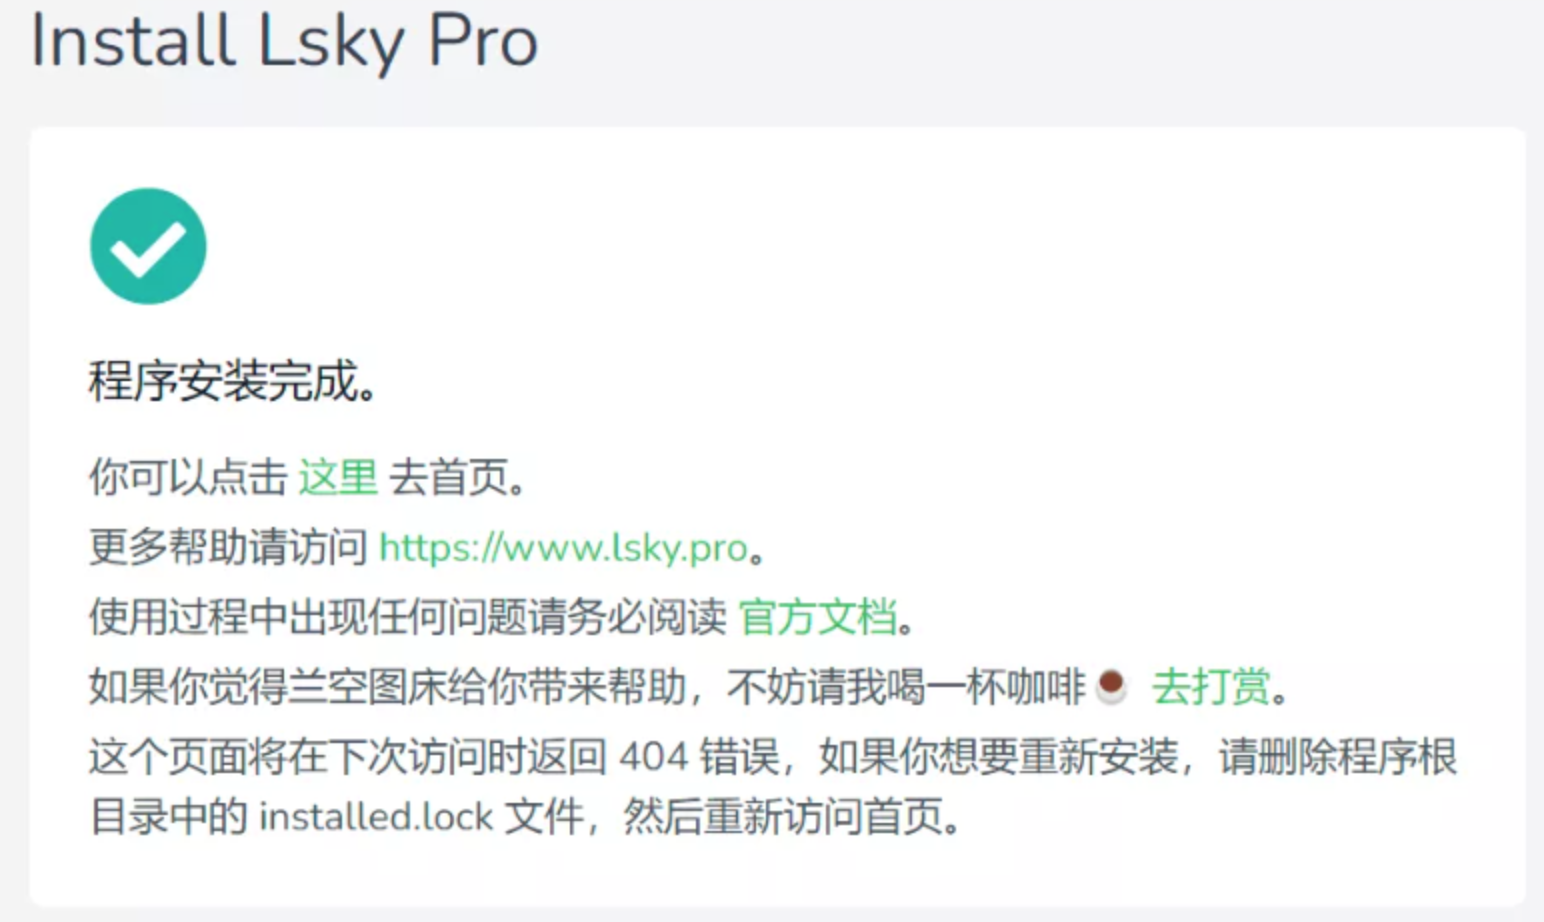 Install Lsky Pro
程序安装完成。
你可以点击 这里 去首页。
更多帮助请访问 https://www.lsky.pro。
使用过程中出现任何问题请务必阅读 官方文档。
如果你觉得兰空图床给你带来帮助，不妨请我喝一杯咖啡☕ 去打赏。
这个页面将在下次访问时返回 404 错误，如果你想要重新安装，请删除程序根
目录中的 installed.lock 文件，然后重新访问首页。